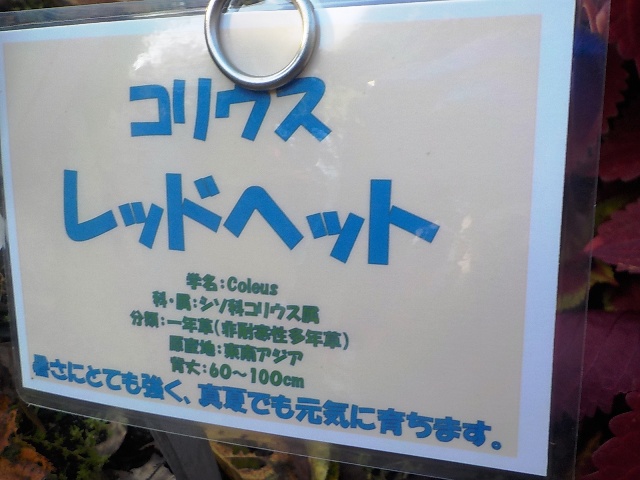 コリウス
レッドヘット
学名：Coleus
科・属：シソ科コリウス属
分類：一年草(非耐寒性多年草)
原産地：東南アジア
背丈：60～100cm
暑さにとても強く、真夏でも元気に育ちます。